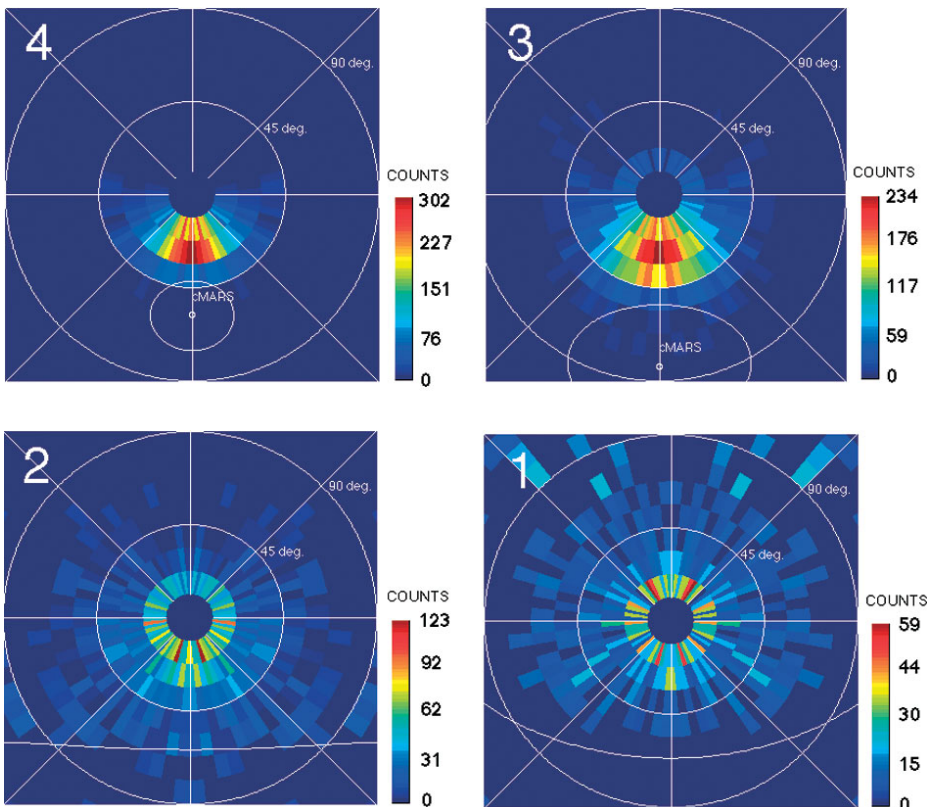 4
90 deg.
45 deg.
cMARS
COUNTS
302
227
151
76
0
3
90 deg.
45 deg.
cMARS
COUNTS
234
176
117
59
0
2
90 deg.
45 deg.
COUNTS
123
92
62
31
0
1
90 deg.
45 deg.
COUNTS
59
44
30
15
0